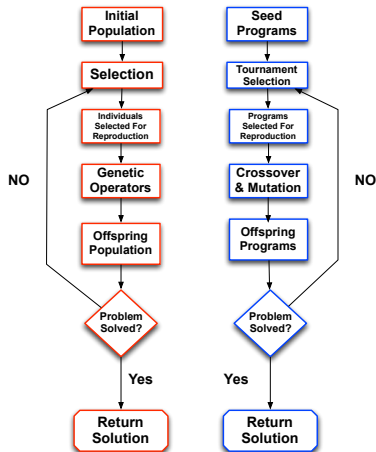 Initial
Population
Selection
Individuals
Selected For
Reproduction
Genetic
Operators
Offspring
Population
Problem
Solved?
NO
Yes
Return
Solution
Seed
Programs
Tournament
Selection
Programs
Selected For
Reproduction
Crossover
& Mutation
Offspring
Programs
Problem
Solved?
NO
Yes
Return
Solution